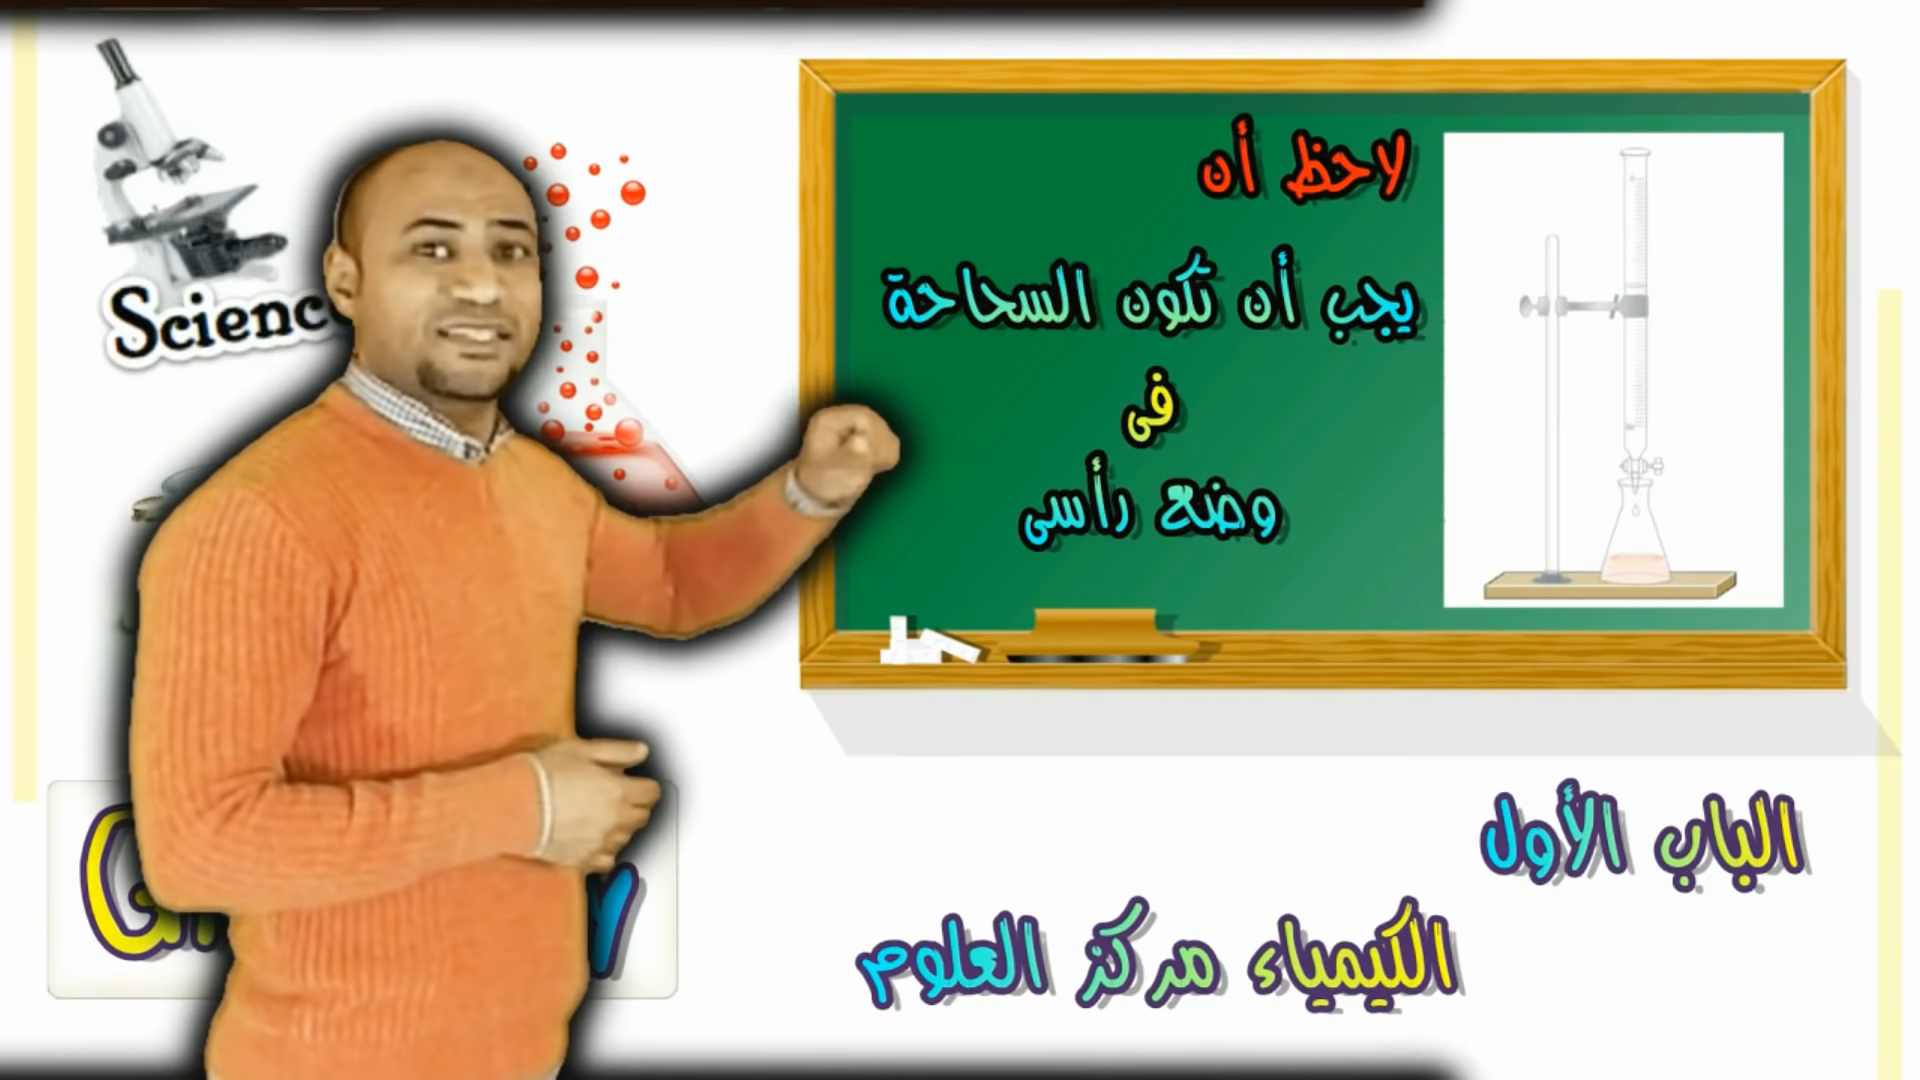 Science
لاحظ أن
يجب أن تكون السحاحة
فى
وضع رأسى
الباب الأول
الكيمياء مركز العلوم